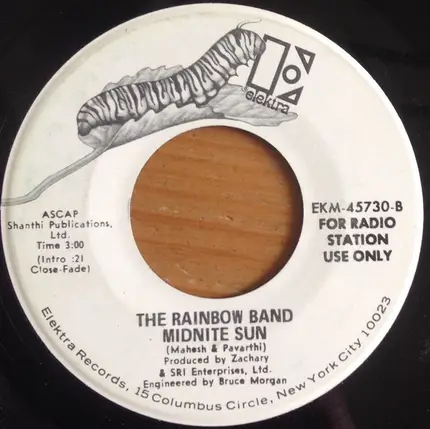 elektra
ASCAP
Shanthi Publications,
Ltd.
Time 3:00
(Intro :21
Close-Fade)
EKM-45730-B
FOR RADIO
STATION
USE ONLY
THE RAINBOW BAND
MIDNITE SUN
(Mahesh & Pavarthi)
Produced by Zachary
& SRI Enterprises, Ltd.
Engineered by Bruce Morgan
Elektra Records, 15 Columbus Circle, New York City 10023